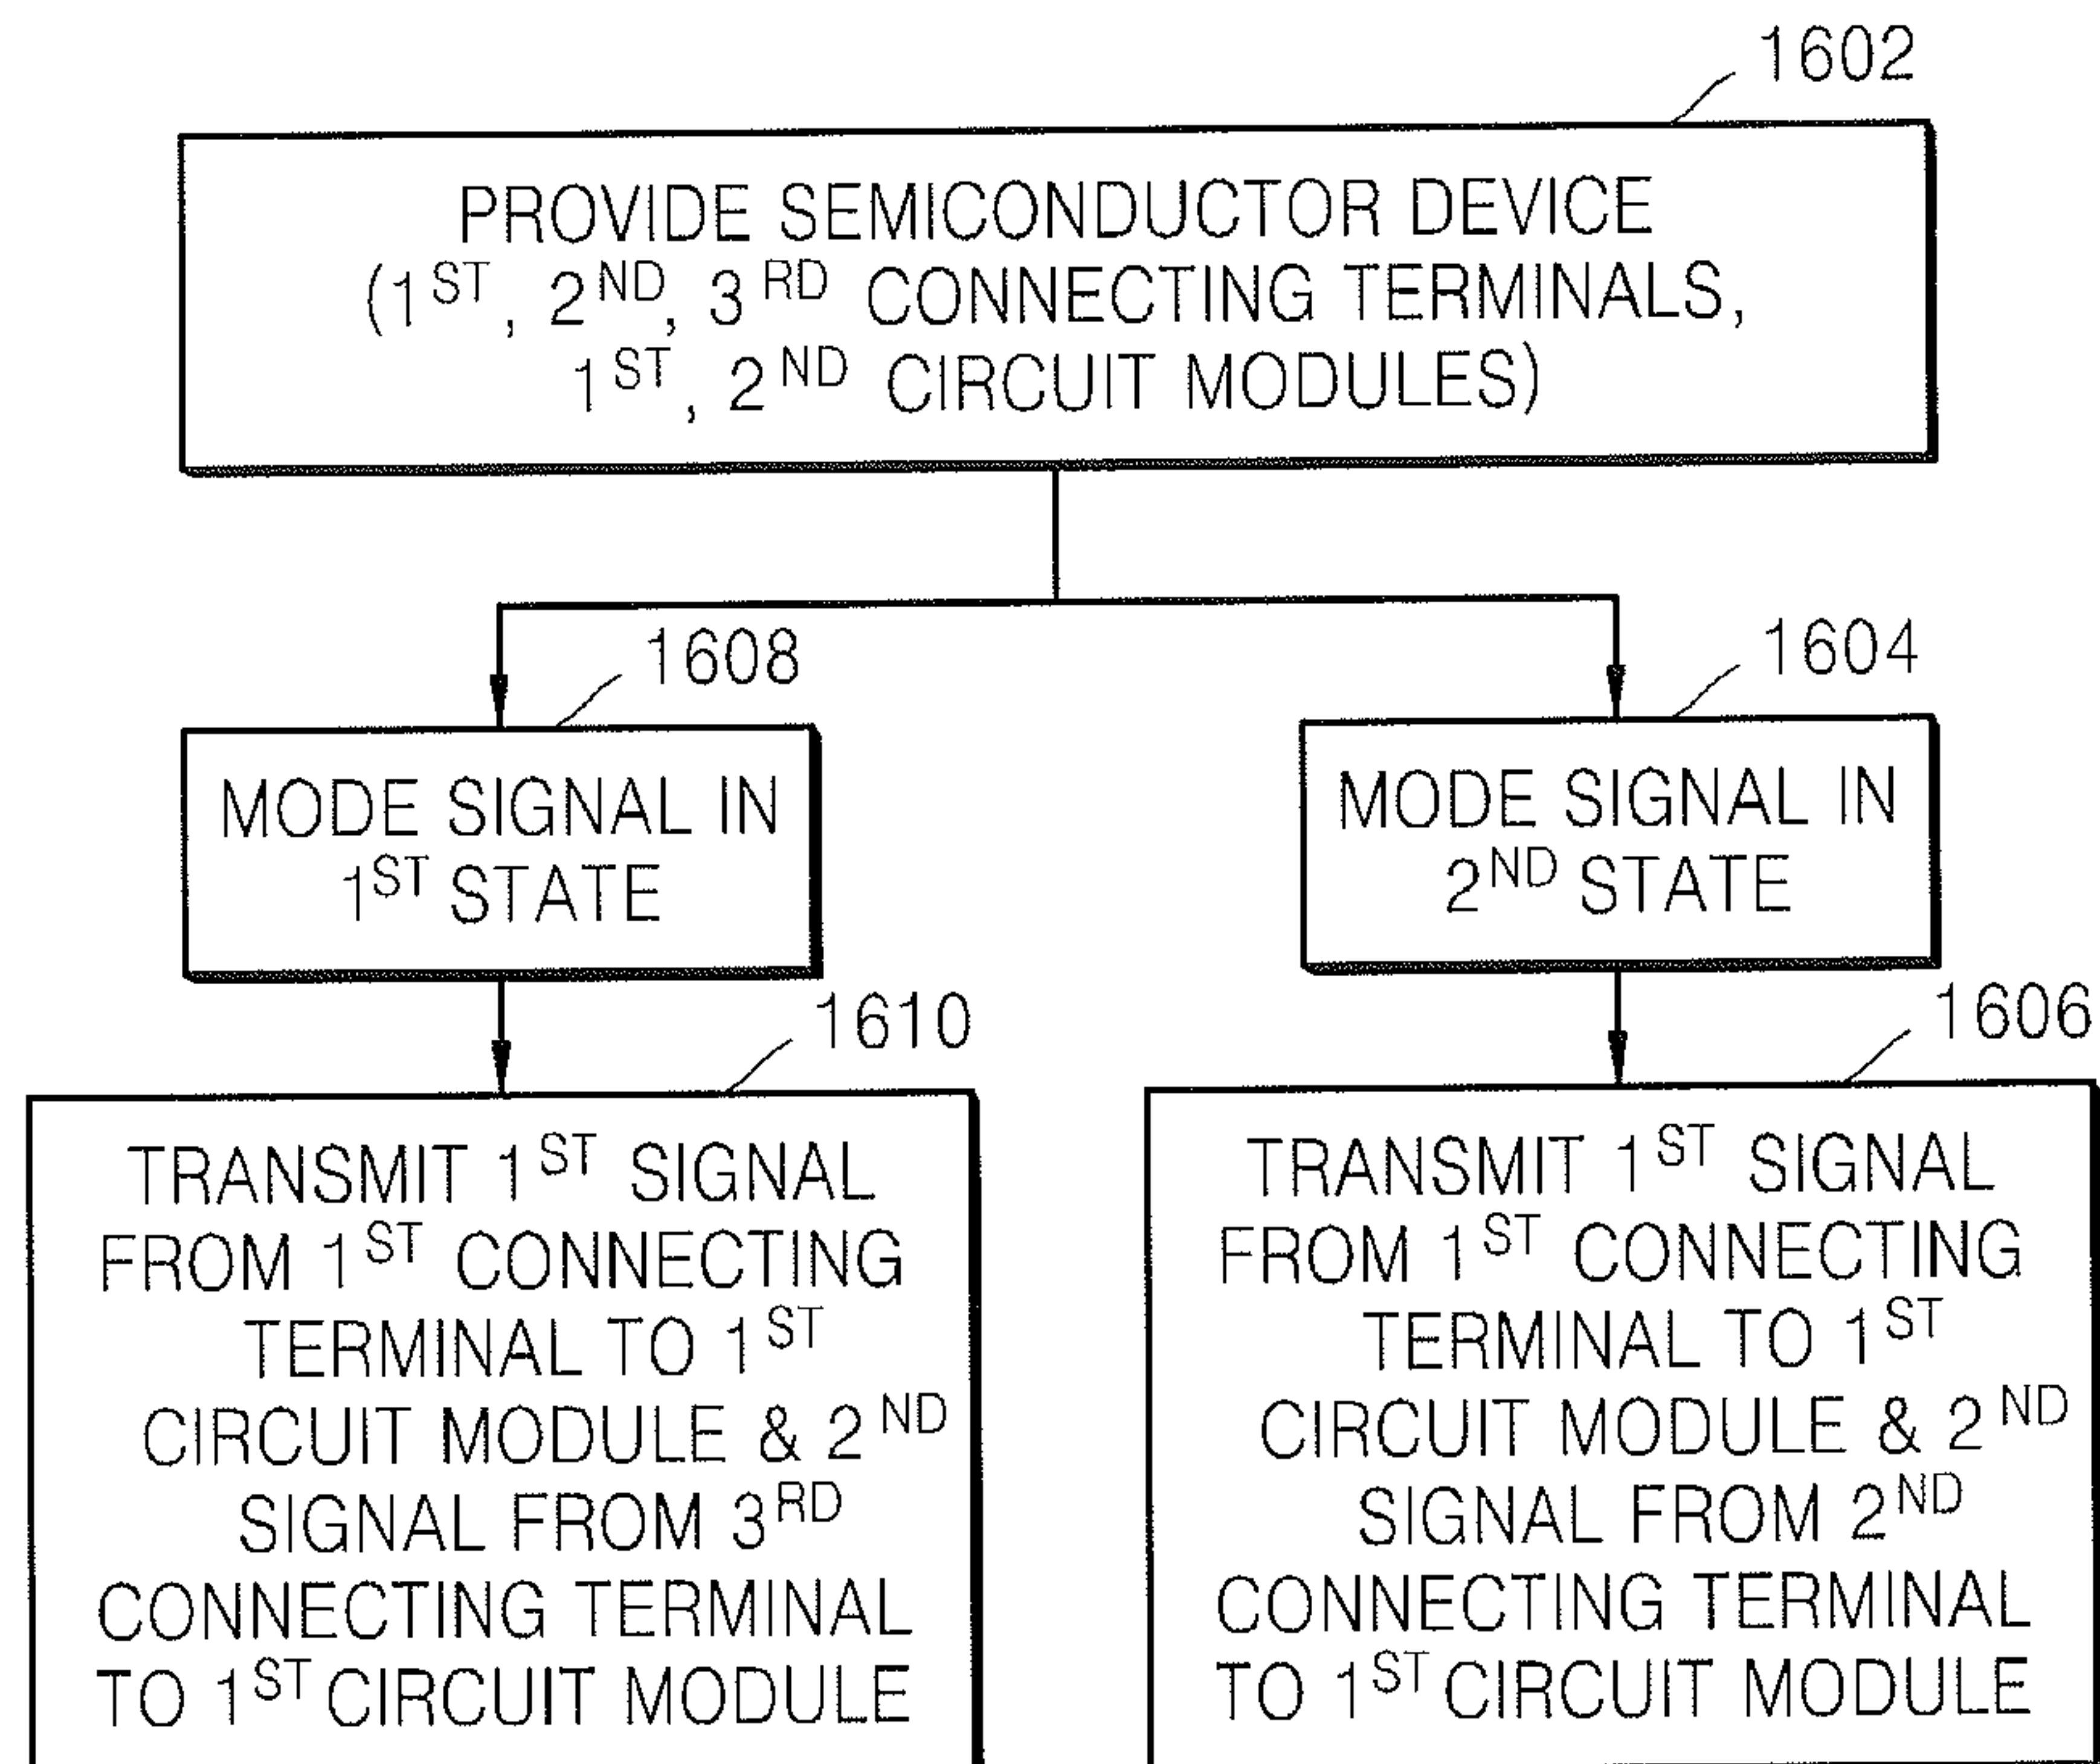 1602
PROVIDE SEMICONDUCTOR DEVICE
(1ST, 2ND, 3RD CONNECTING TERMINALS,
1ST, 2ND CIRCUIT MODULES)
1608
MODE SIGNAL IN
1ST STATE
1604
MODE SIGNAL IN
2ND STATE
1610
TRANSMIT 1ST SIGNAL
FROM 1ST CONNECTING
TERMINAL TO 1ST
CIRCUIT MODULE & 2ND
SIGNAL FROM 3RD
CONNECTING TERMINAL
TO 1ST CIRCUIT MODULE
1606
TRANSMIT 1ST SIGNAL
FROM 1ST CONNECTING
TERMINAL TO 1ST
CIRCUIT MODULE & 2ND
SIGNAL FROM 2ND
CONNECTING TERMINAL
TO 1ST CIRCUIT MODULE